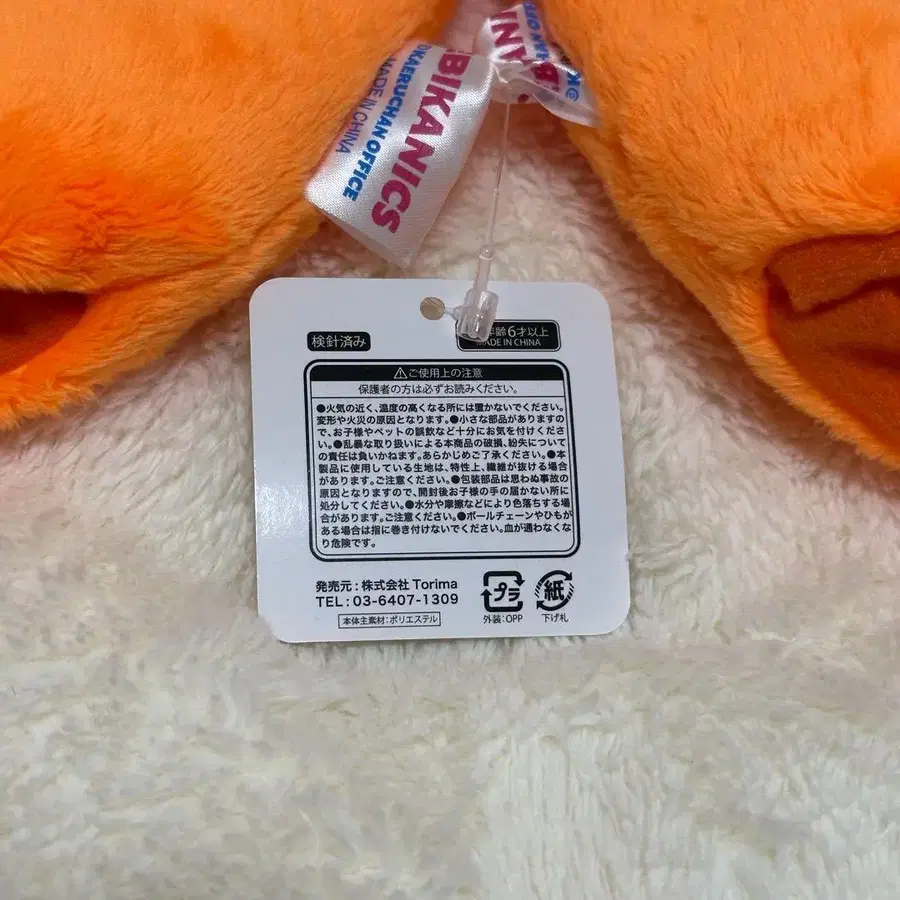 EBIKANICS
©KAERUCHAN OFFICE
MADE IN CHINA
検針済み
年齢6才以上
MADE IN CHINA
⚠ご使用上の注意
保護者の方は必ずお読みください。
●火気の近く、温度の高くなる所には置かないでください。
変形や火災の原因となります。●小さな部品がありますの
で、お子様やペットの誤飲など十分にお気を付けくださ
い。●乱暴な取り扱いによる本商品の破損、紛失について
の責任は負いかねます。あらかじめご了承ください。●本
製品に使用している生地は、特性上、繊維が抜ける場合
があります。ご注意ください。●包装部品は思わぬ事故の
原因となりますので、開封後お子様の手の届かない所に
処分してください。●水分や摩擦などにより色落ちする場
合があります。ご注意ください。●ボールチェーンやひもが
ある場合は指に巻き付けないでください。血が通わなくな
り危険です。
発売元:株式会社 Torima
TEL:03-6407-1309
本体主素材:ポリエステル
プラ
外装:OPP
紙
下げ札